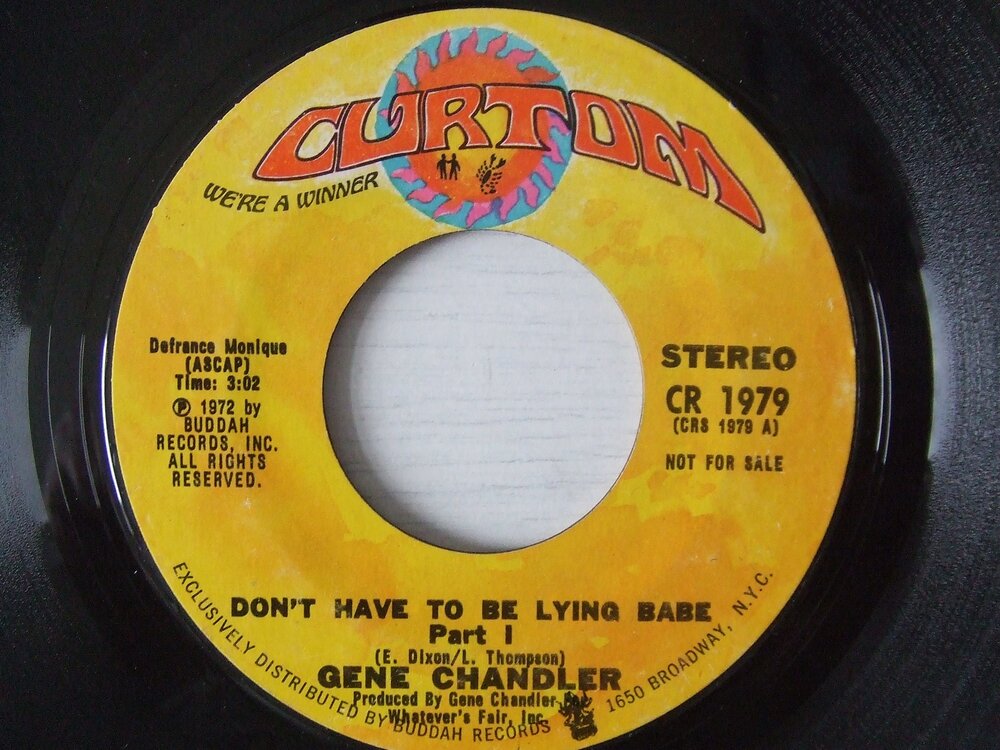 CURTOM
WE'RE A WINNER
Defrance Monique
(ASCAP)
Time: 3:02
Ⓟ 1972 by
BUDDAH
RECORDS, INC.
ALL RIGHTS
RESERVED.
STEREO
CR 1979
(CRS 1979 A)
NOT FOR SALE
DON'T HAVE TO BE LYING BABE
Part I
(E. Dixon/L. Thompson)
GENE CHANDLER
Produced By Gene Chandler for
Whatever's Fair, Inc.
EXCLUSIVELY DISTRIBUTED BY BUDDAH RECORDS 1650 BROADWAY, N.Y.C.